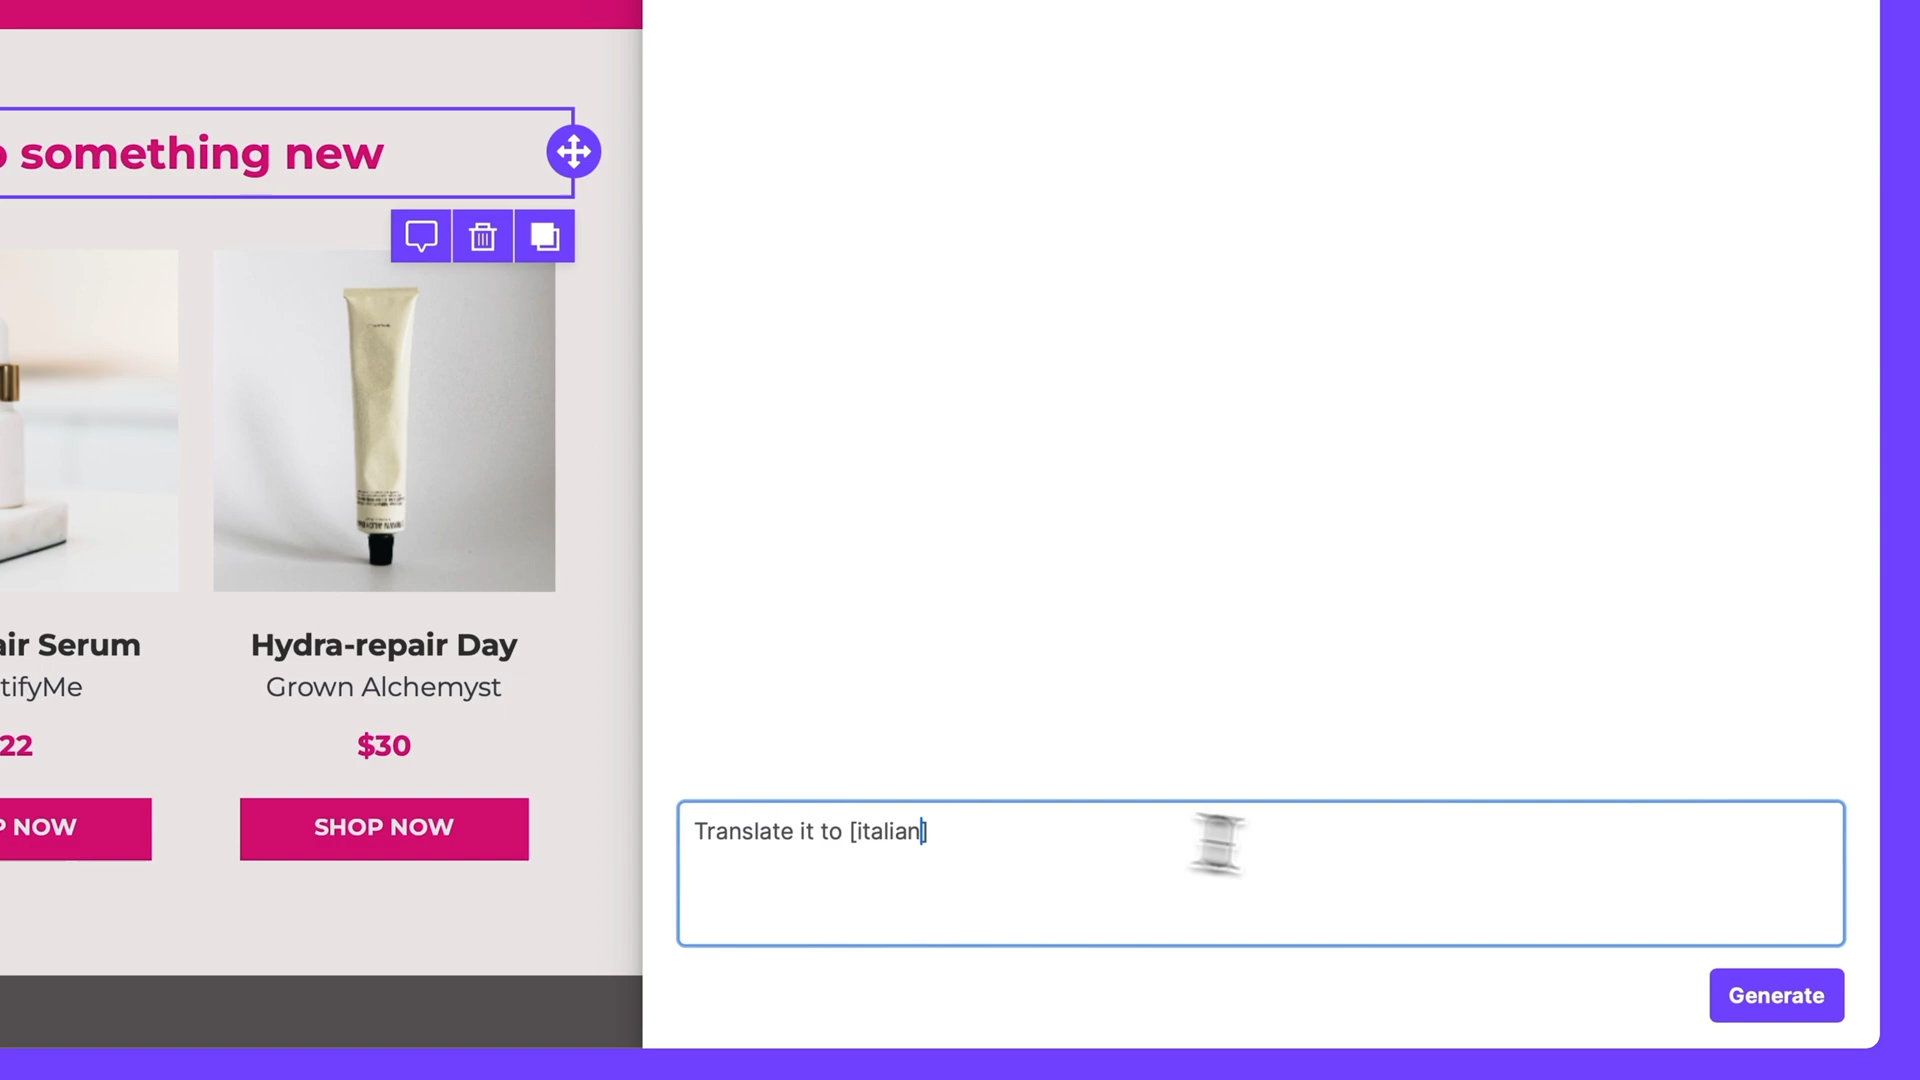 something new
air Serum
tifyMe
22
P NOW
Hydra-repair Day
Grown Alchemyst
$30
SHOP NOW
Translate it to [italian]
Generate